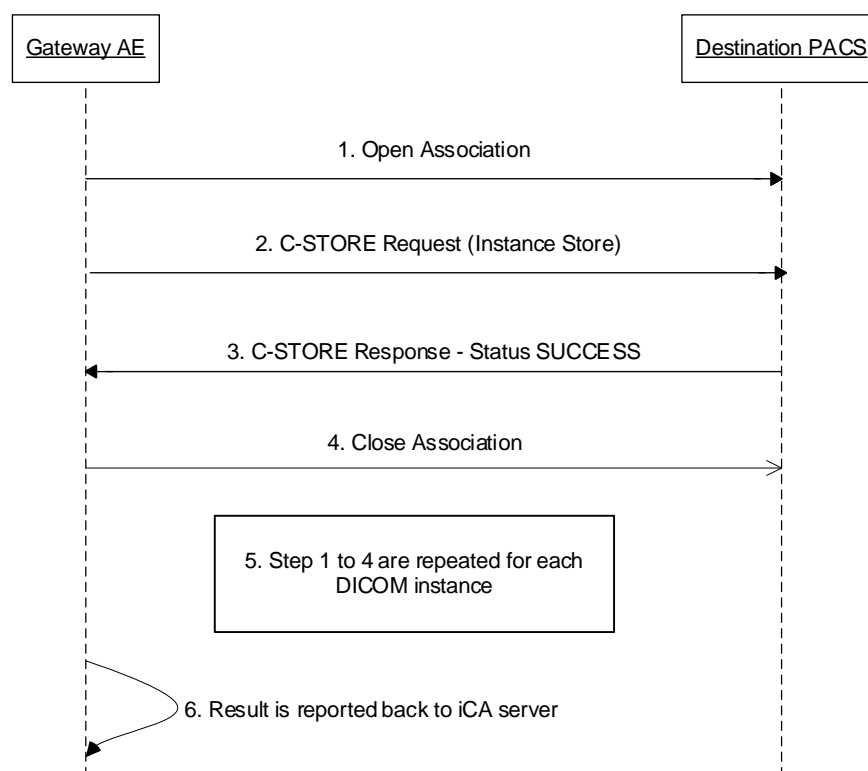 Gateway AE
Destination PACS
1. Open Association
2. C-STORE Request (Instance Store)
3. C-STORE Response - Status SUCCESS
4. Close Association
5. Step 1 to 4 are repeated for each
DICOM instance
6. Result is reported back to iCA server